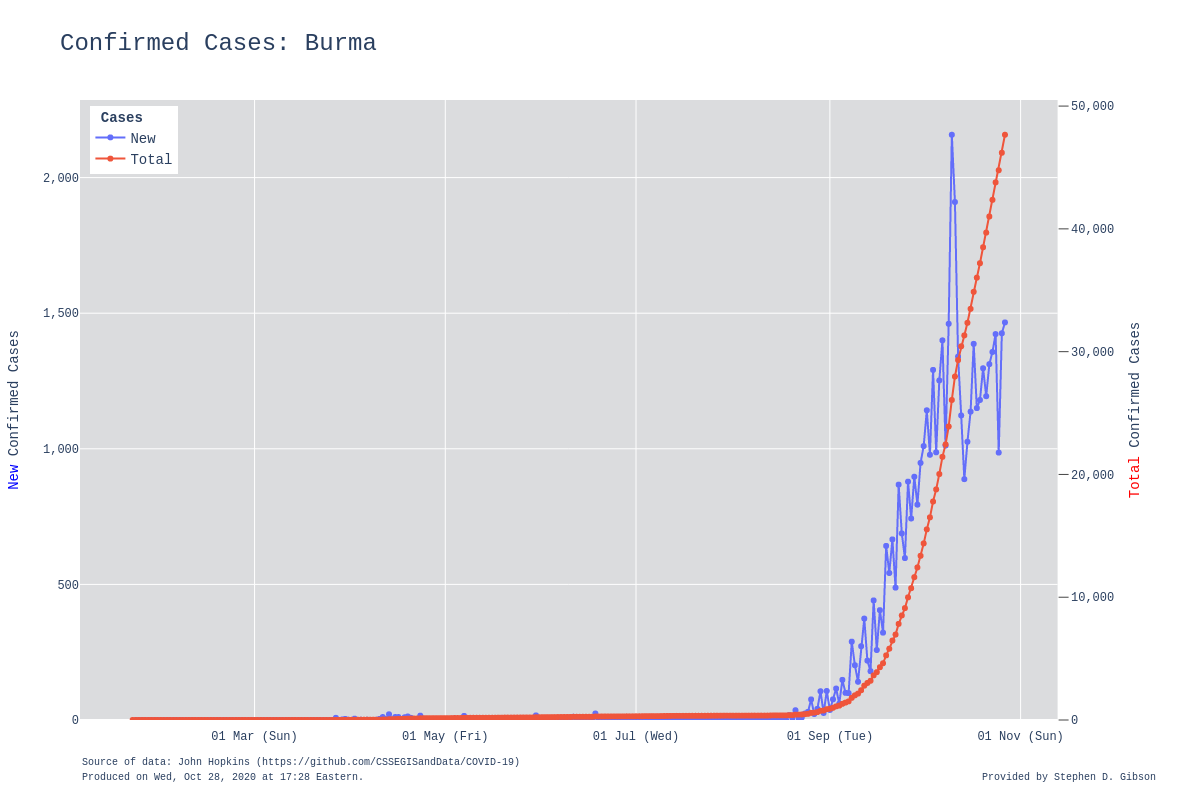 Confirmed Cases: Burma
Cases
New
Total
2,000
1,500
1,000
500
0
New Confirmed Cases
50,000
40,000
30,000
20,000
10,000
0
Total Confirmed Cases
01 Mar (Sun)
01 May (Fri)
01 Jul (Wed)
01 Sep (Tue)
01 Nov (Sun)
Source of data: John Hopkins (https://github.com/CSSEGISandData/COVID-19)
Produced on Wed, Oct 28, 2020 at 17:28 Eastern.
Provided by Stephen D. Gibson